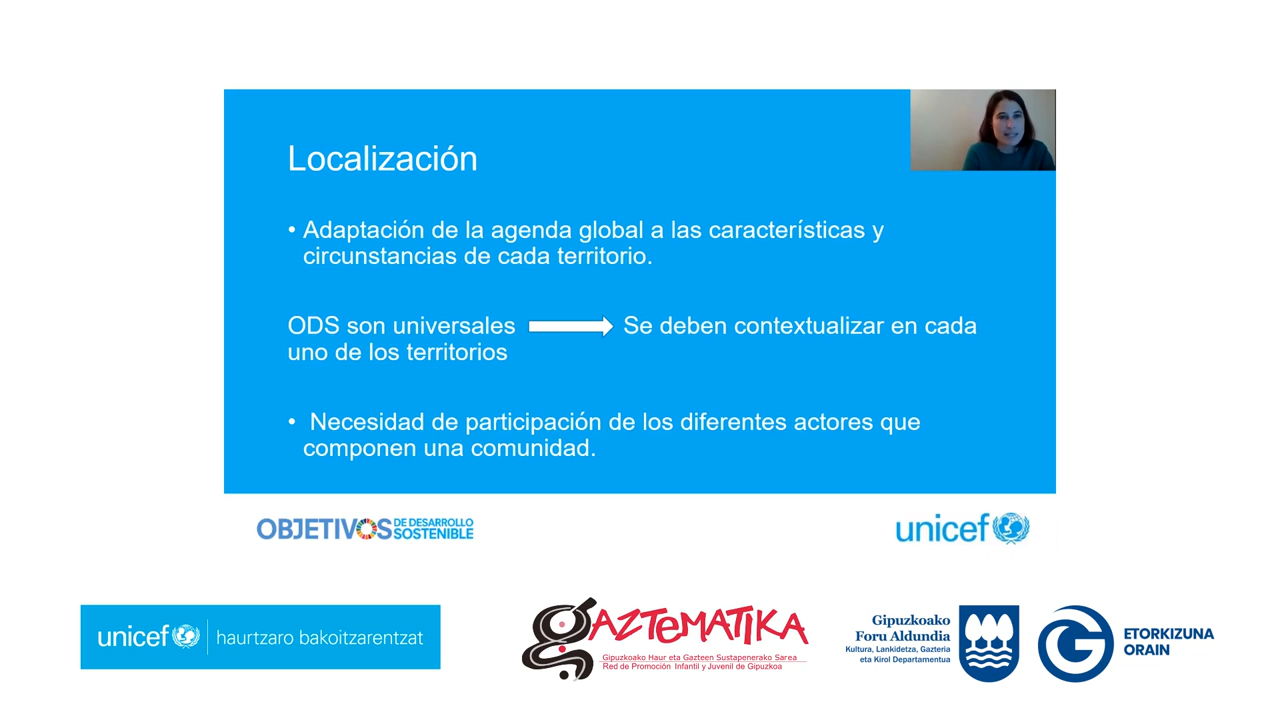 Localización
• Adaptación de la agenda global a las características y
circunstancias de cada territorio.
ODS son universales Se deben contextualizar en cada
uno de los territorios
• Necesidad de participación de los diferentes actores que
componen una comunidad.
OBJETIVOS DE DESARROLLO
SOSTENIBLE
unicef
unicef haurtzaro bakoitzarentzat
GAZTEMATIKA
Gipuzkoako Haur eta Gazteen Sustapenerako Sarea
Red de Promoción Infantil y Juvenil de Gipuzkoa
Gipuzkoako
Foru Aldundia
Kultura, Lankidetza, Gazteria
eta Kirol Departamentua
ETORKIZUNA
ORAIN